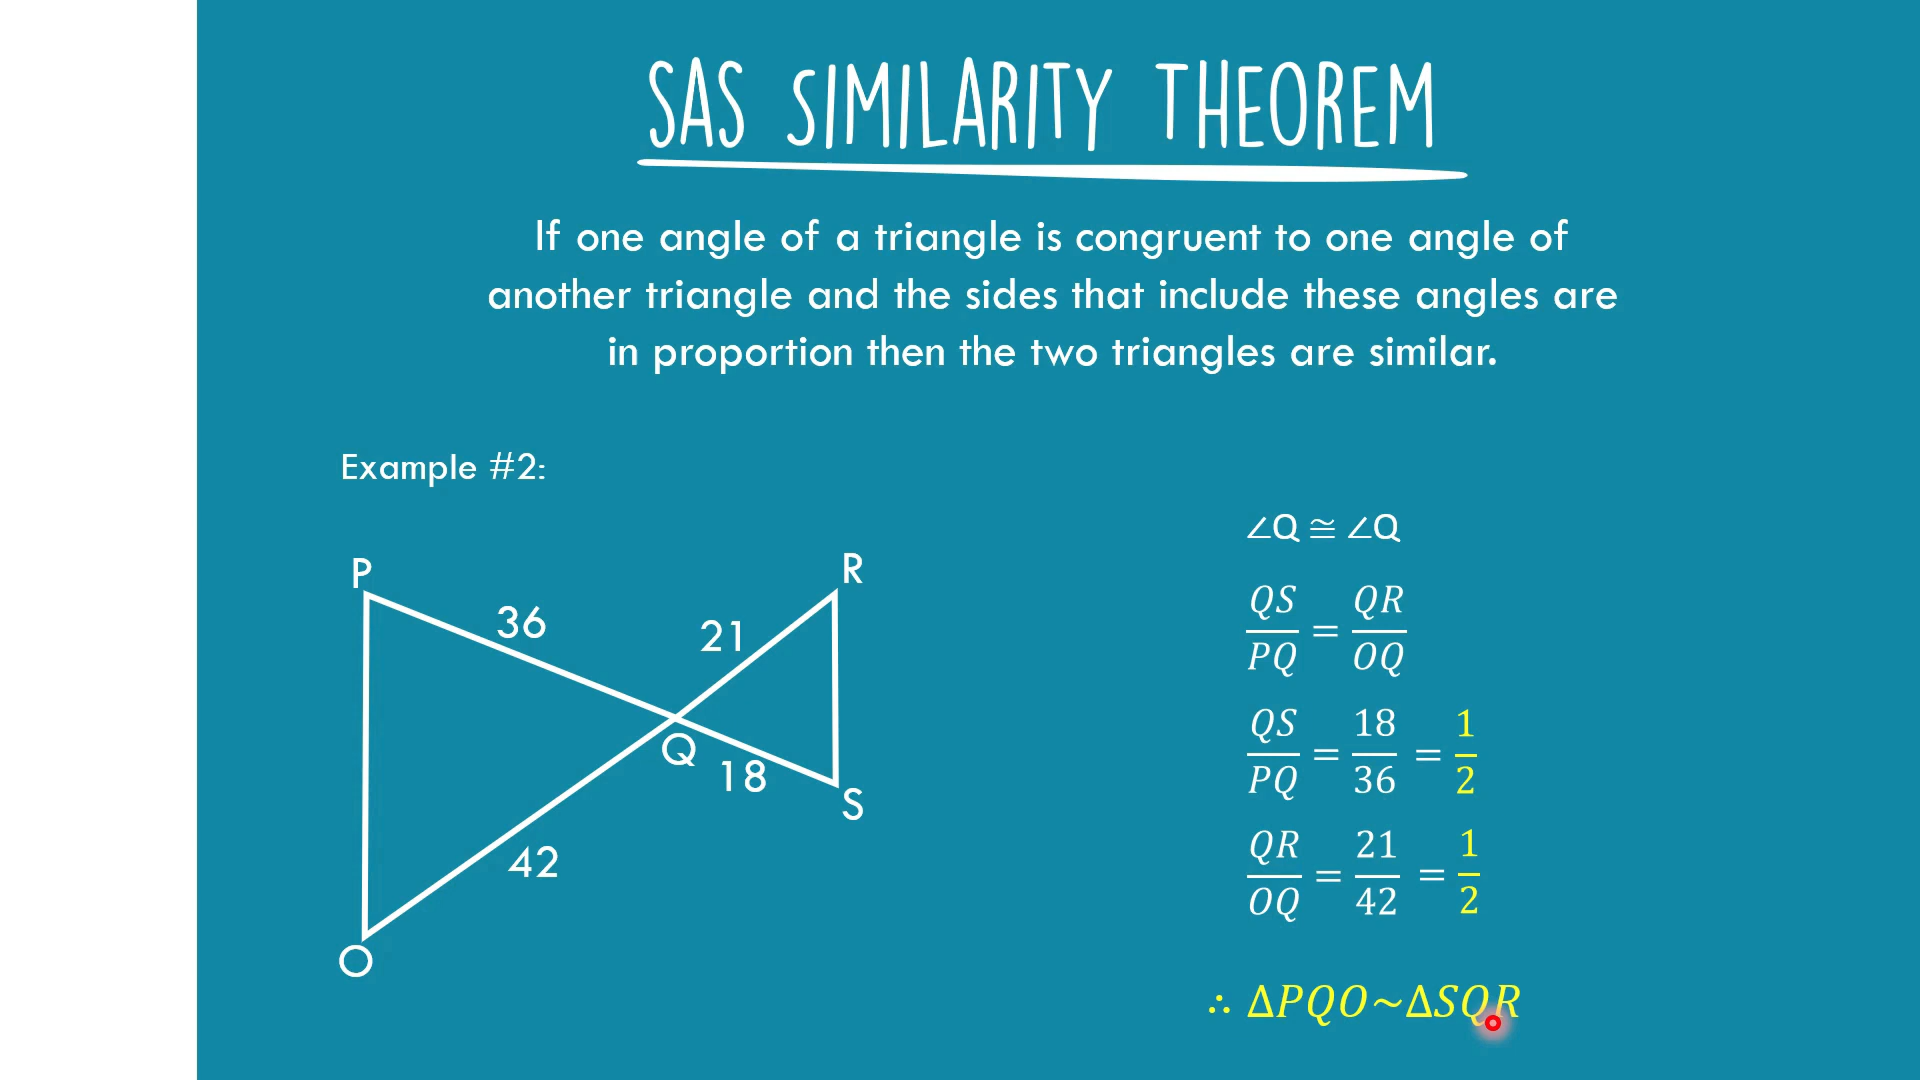 SAS SIMILARITY THEOREM
If one angle of a triangle is congruent to one angle of
another triangle and the sides that include these angles are
in proportion then the two triangles are similar.
Example #2:
P
R
36
21
Q
18
S
42
O
∠Q ≅ ∠Q
QS/PQ = QR/OQ
QS/PQ = 18/36 = 1/2
QR/OQ = 21/42 = 1/2
∴ ΔPQO~ΔSQR